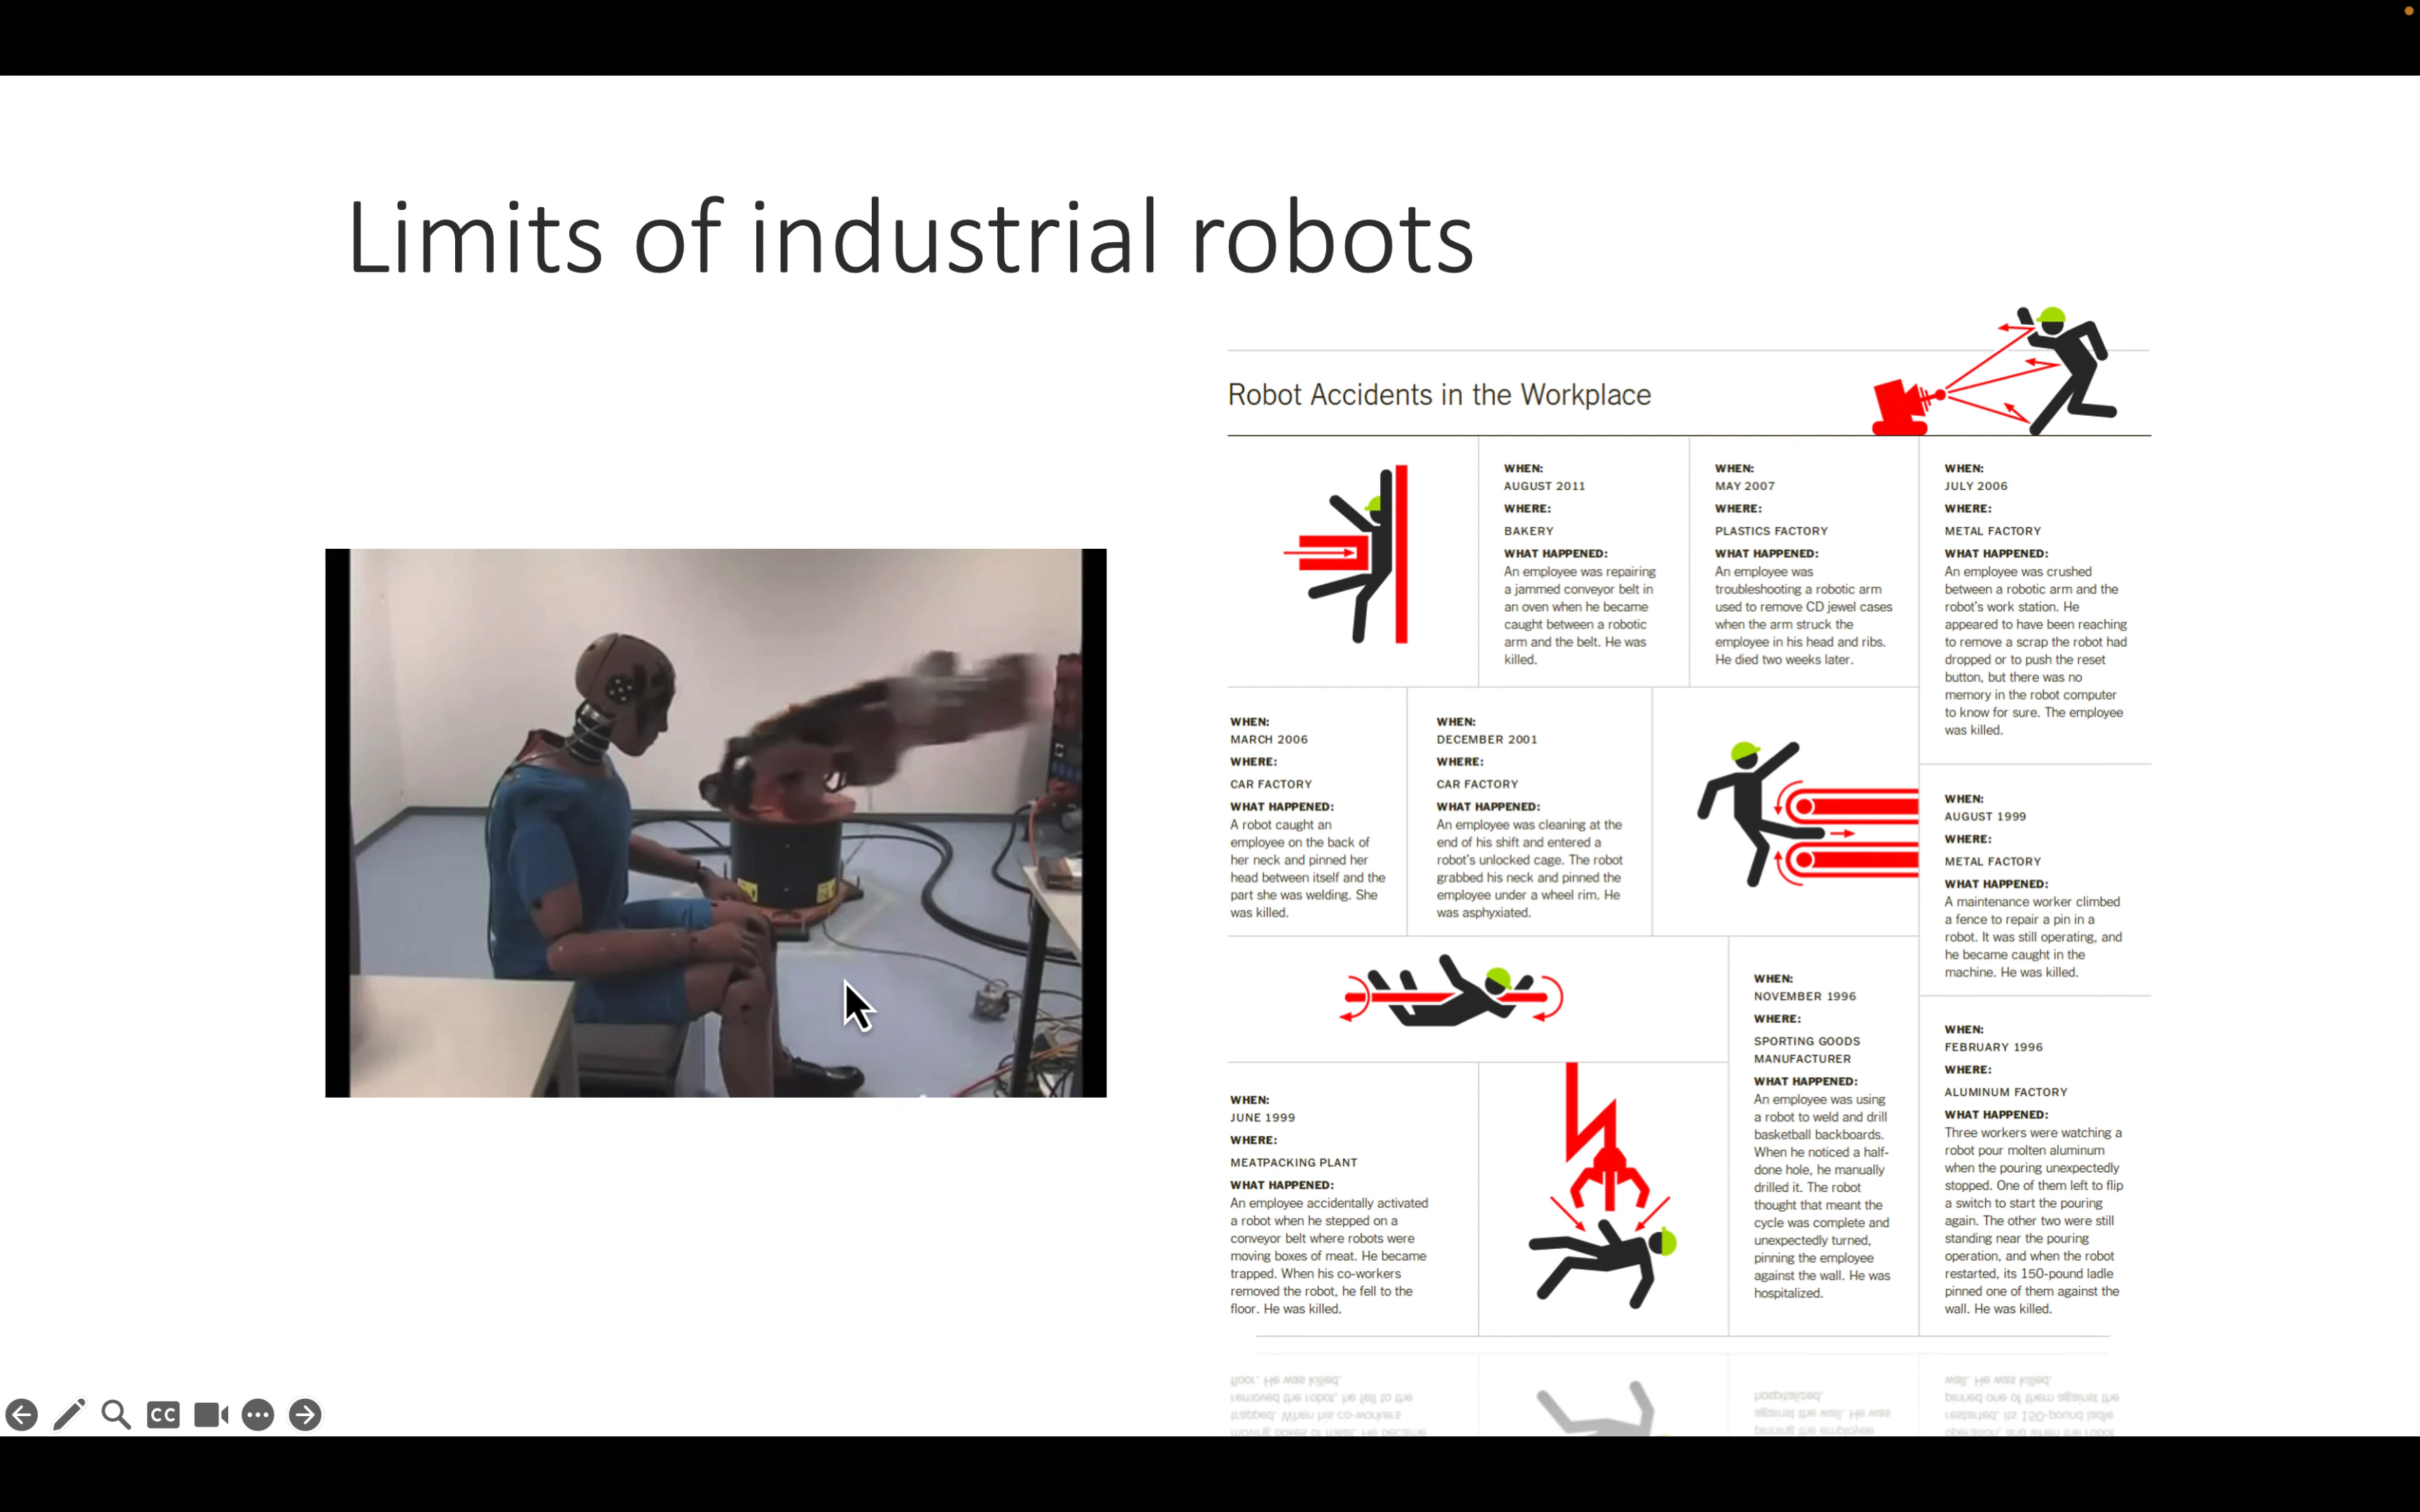 Limits of industrial robots
Robot Accidents in the Workplace
WHEN:
AUGUST 2011
WHERE:
BAKERY
WHAT HAPPENED:
An employee was repairing
a jammed conveyor belt in
an oven when he became
caught between a robotic
arm and the belt. He was
killed.
WHEN:
MAY 2007
WHERE:
PLASTICS FACTORY
WHAT HAPPENED:
An employee was
troubleshooting a robotic arm
used to remove CD jewel cases
when the arm struck the
employee in his head and ribs.
He died two weeks later.
WHEN:
JULY 2006
WHERE:
METAL FACTORY
WHAT HAPPENED:
An employee was crushed
between a robotic arm and the
robot's work station. He
appeared to have been reaching
to remove a scrap the robot had
dropped or to push the reset
button, but there was no
memory in the robot computer
to know for sure. The employee
was killed.
WHEN:
MARCH 2006
WHERE:
CAR FACTORY
WHAT HAPPENED:
A robot caught an
employee on the back of
her neck and pinned her
head between itself and the
part she was welding. She
was killed.
WHEN:
DECEMBER 2001
WHERE:
CAR FACTORY
WHAT HAPPENED:
An employee was cleaning at the
end of his shift and entered a
robot's unlocked cage. The robot
grabbed his neck and pinned the
employee under a wheel rim. He
was asphyxiated.
WHEN:
AUGUST 1999
WHERE:
METAL FACTORY
WHAT HAPPENED:
A maintenance worker climbed
a fence to repair a pin in a
robot. It was still operating, and
he became caught in the
machine. He was killed.
WHEN:
JUNE 1999
WHERE:
MEATPACKING PLANT
WHAT HAPPENED:
An employee accidentally activated
a robot when he stepped on a
conveyor belt where robots were
moving boxes of meat. He became
trapped. When his co-workers
removed the robot, he fell to the
floor. He was killed.
WHEN:
NOVEMBER 1996
WHERE:
SPORTING GOODS
MANUFACTURER
WHAT HAPPENED:
An employee was using
a robot to weld and drill
basketball backboards.
When he noticed a half-
done hole, he manually
drilled it. The robot
thought that meant the
cycle was complete and
unexpectedly turned,
pinning the employee
against the wall. He was
hospitalized.
WHEN:
FEBRUARY 1996
WHERE:
ALUMINUM FACTORY
WHAT HAPPENED:
Three workers were watching a
robot pour molten aluminum
when the pouring unexpectedly
stopped. One of them left to flip
a switch to start the pouring
again. The other two were still
standing near the pouring
operation, and when the robot
restarted, its 150-pound ladle
pinned one of them against the
wall. He was killed.
CC